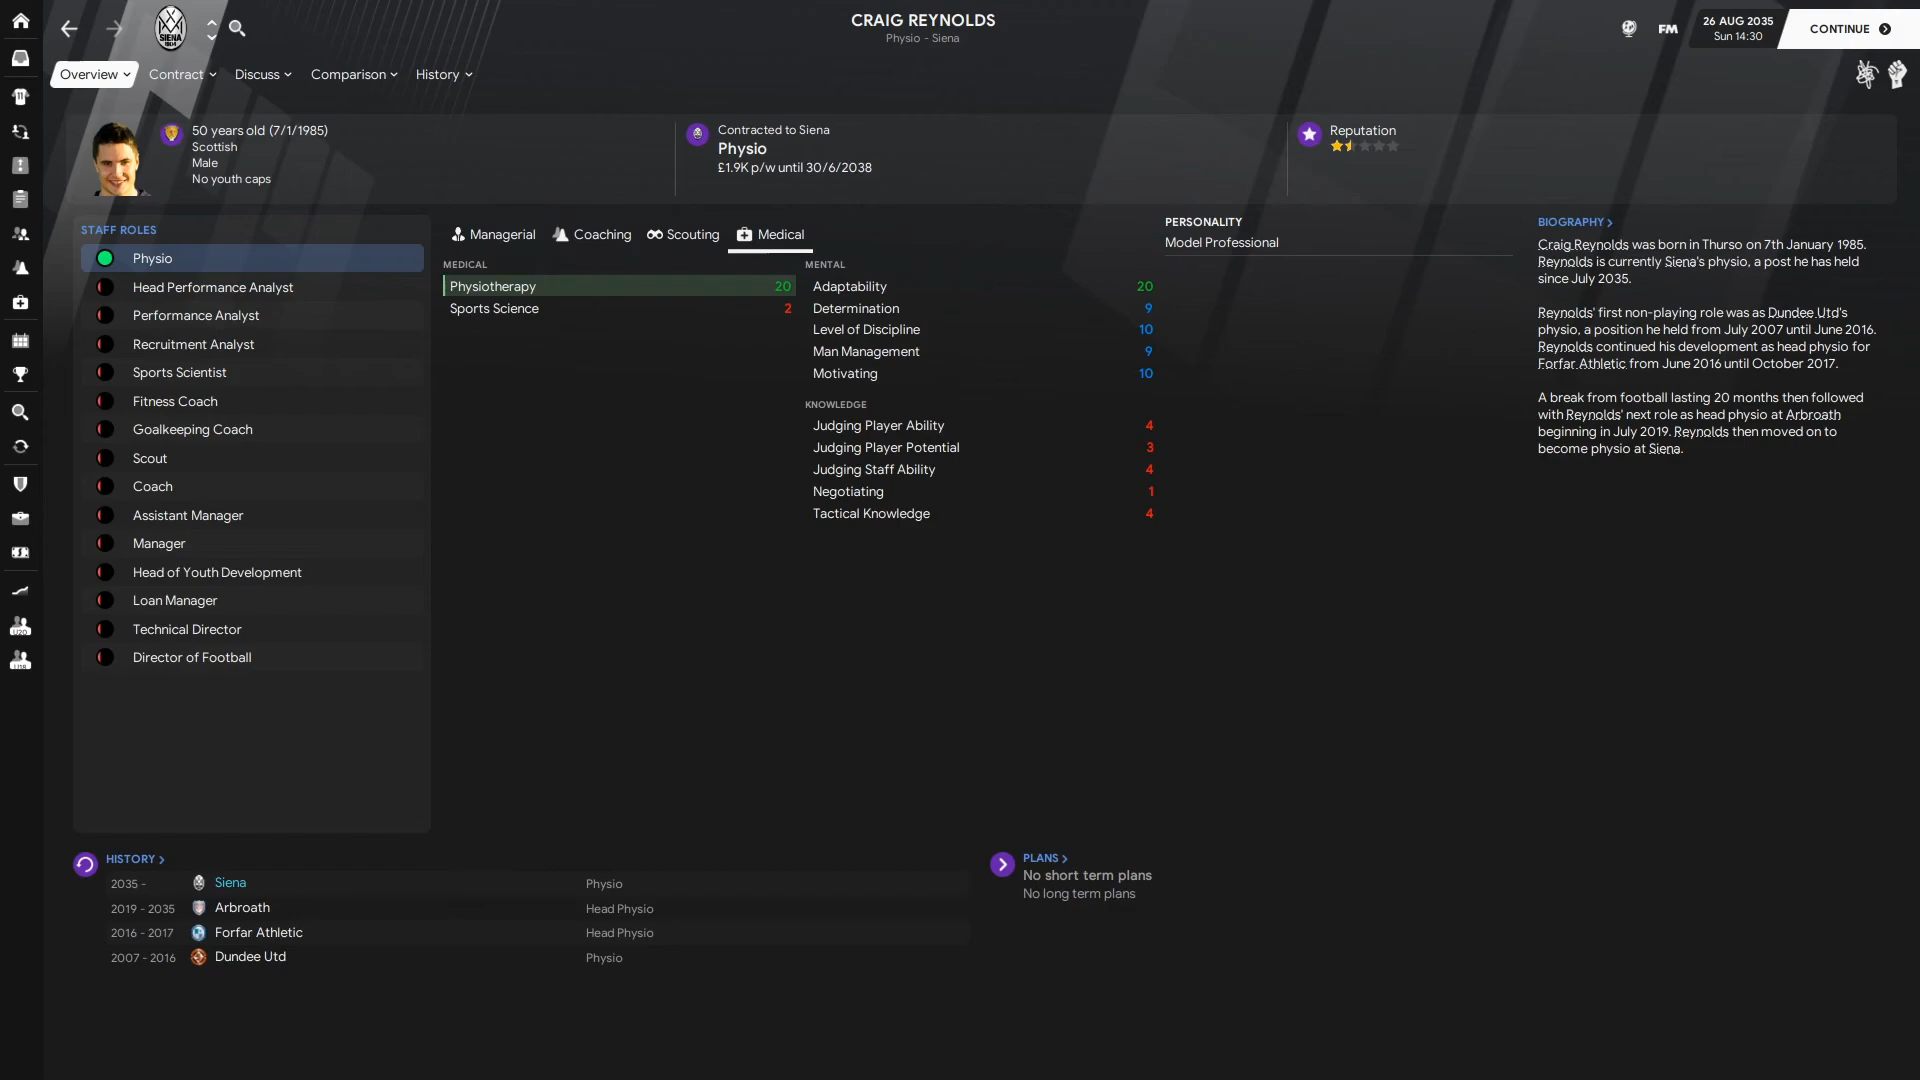 SIENA
1904
CRAIG REYNOLDS
Physio - Siena
FM
26 AUG 2035
Sun 14:30
CONTINUE
Overview
Contract
Discuss
Comparison
History
50 years old (7/1/1985)
Scottish
Male
No youth caps
Contracted to Siena
Physio
£1.9K p/w until 30/6/2038
Reputation
STAFF ROLES
Physio
Head Performance Analyst
Performance Analyst
Recruitment Analyst
Sports Scientist
Fitness Coach
Goalkeeping Coach
Scout
Coach
Assistant Manager
Manager
Head of Youth Development
Loan Manager
Technical Director
Director of Football
Managerial
Coaching
Scouting
Medical
MEDICAL
Physiotherapy 20
Sports Science 2
MENTAL
Adaptability 20
Determination 9
Level of Discipline 10
Man Management 9
Motivating 10
KNOWLEDGE
Judging Player Ability 4
Judging Player Potential 3
Judging Staff Ability 4
Negotiating 1
Tactical Knowledge 4
PERSONALITY
Model Professional
BIOGRAPHY
Craig Reynolds was born in Thurso on 7th January 1985.
Reynolds is currently Siena's physio, a post he has held
since July 2035.
Reynolds' first non-playing role was as Dundee Utd's
physio, a position he held from July 2007 until June 2016.
Reynolds continued his development as head physio for
Forfar Athletic from June 2016 until October 2017.
A break from football lasting 20 months then followed
with Reynolds' next role as head physio at Arbroath
beginning in July 2019. Reynolds then moved on to
become physio at Siena.
HISTORY
2035 - Siena Physio
2019 - 2035 Arbroath Head Physio
2016 - 2017 Forfar Athletic Head Physio
2007 - 2016 Dundee Utd Physio
PLANS
No short term plans
No long term plans
11
U20
U18